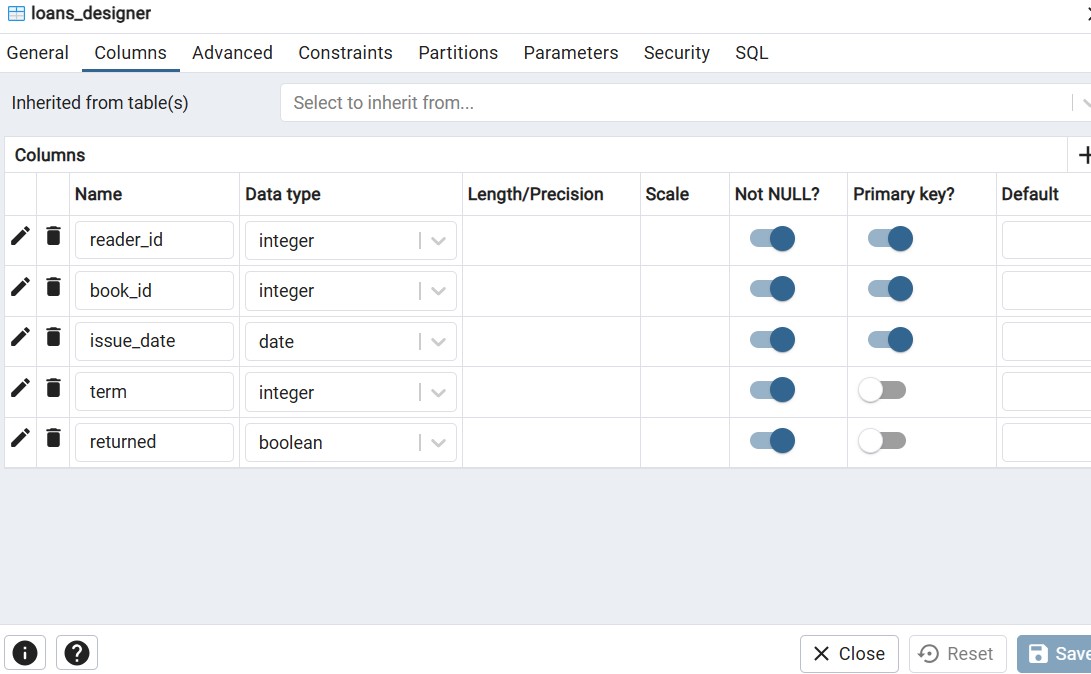 loans_designer
General Columns Advanced Constraints Partitions Parameters Security SQL
Inherited from table(s) Select to inherit from...
Columns
Name Data type Length/Precision Scale Not NULL? Primary key? Default
reader_id integer
book_id integer
issue_date date
term integer
returned boolean
Close Reset Save